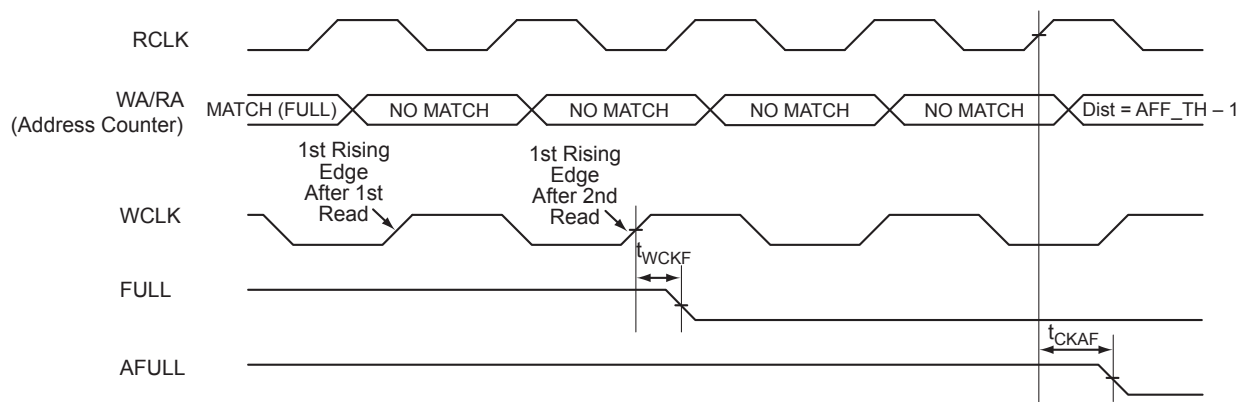 RCLK
WA/RA
(Address Counter)
MATCH (FULL)
NO MATCH
NO MATCH
NO MATCH
NO MATCH
Dist = AFF_TH – 1
1st Rising
Edge
After 1st
Read
1st Rising
Edge
After 2nd
Read
WCLK
tWCKF
FULL
tCKAF
AFULL